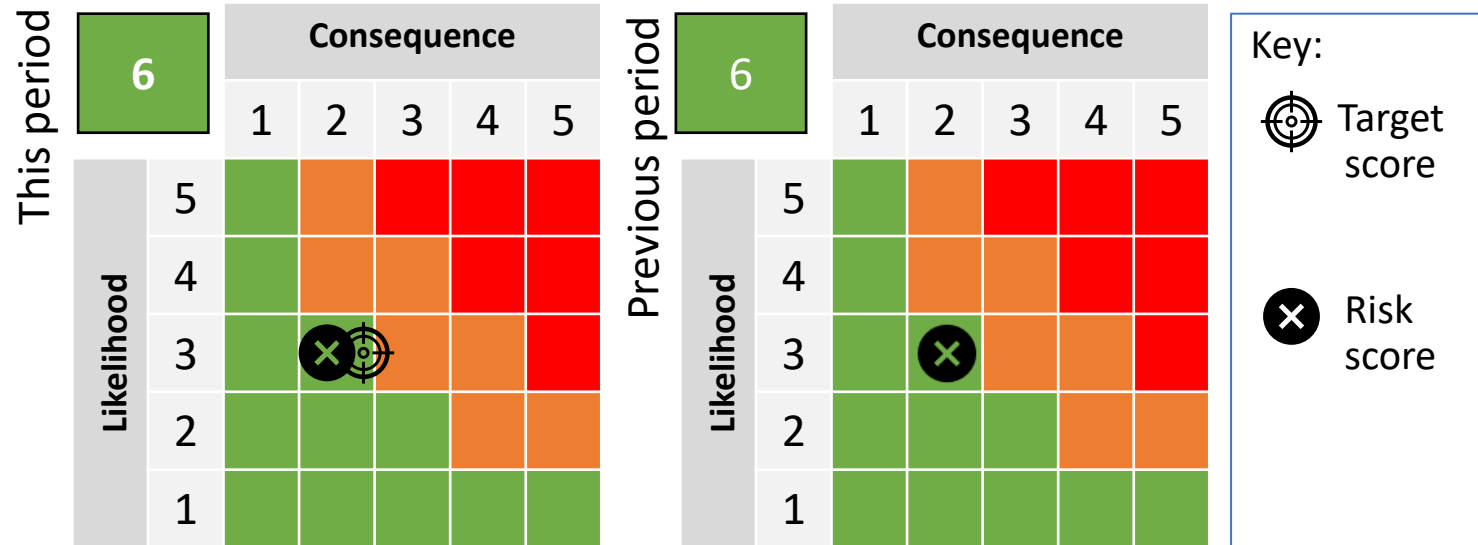 This period
6
Consequence
1 2 3 4 5
Likelihood
5
4
3
2
1
Previous period
6
Consequence
1 2 3 4 5
Likelihood
5
4
3
2
1
Key:
Target
score
Risk
score